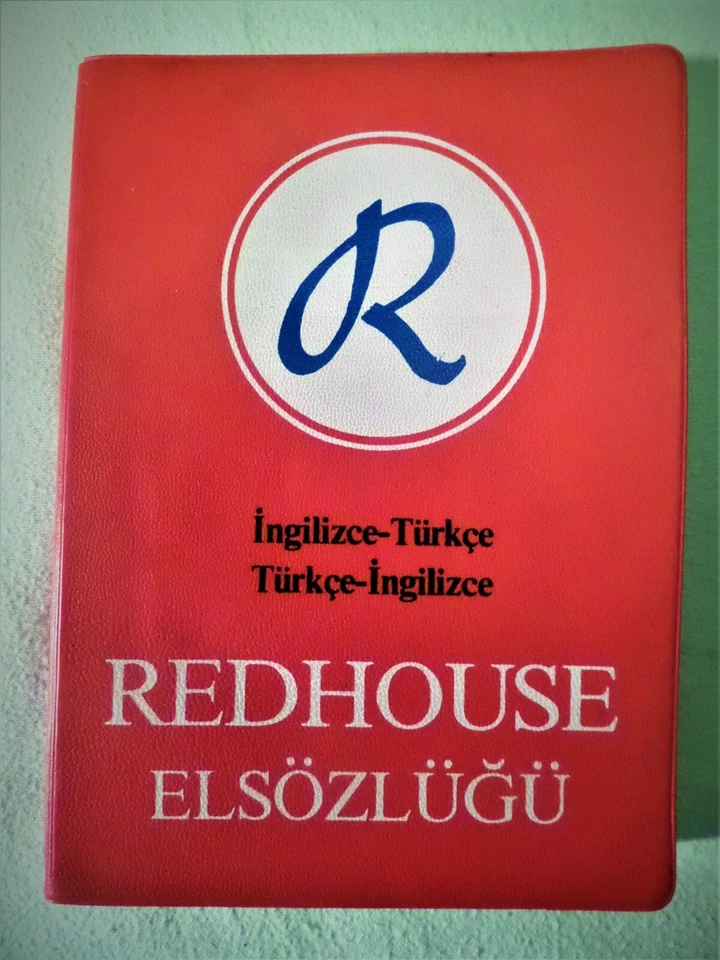 R
İngilizce-Türkçe
Türkçe-İngilizce
REDHOUSE
ELSÖZLÜĞÜ